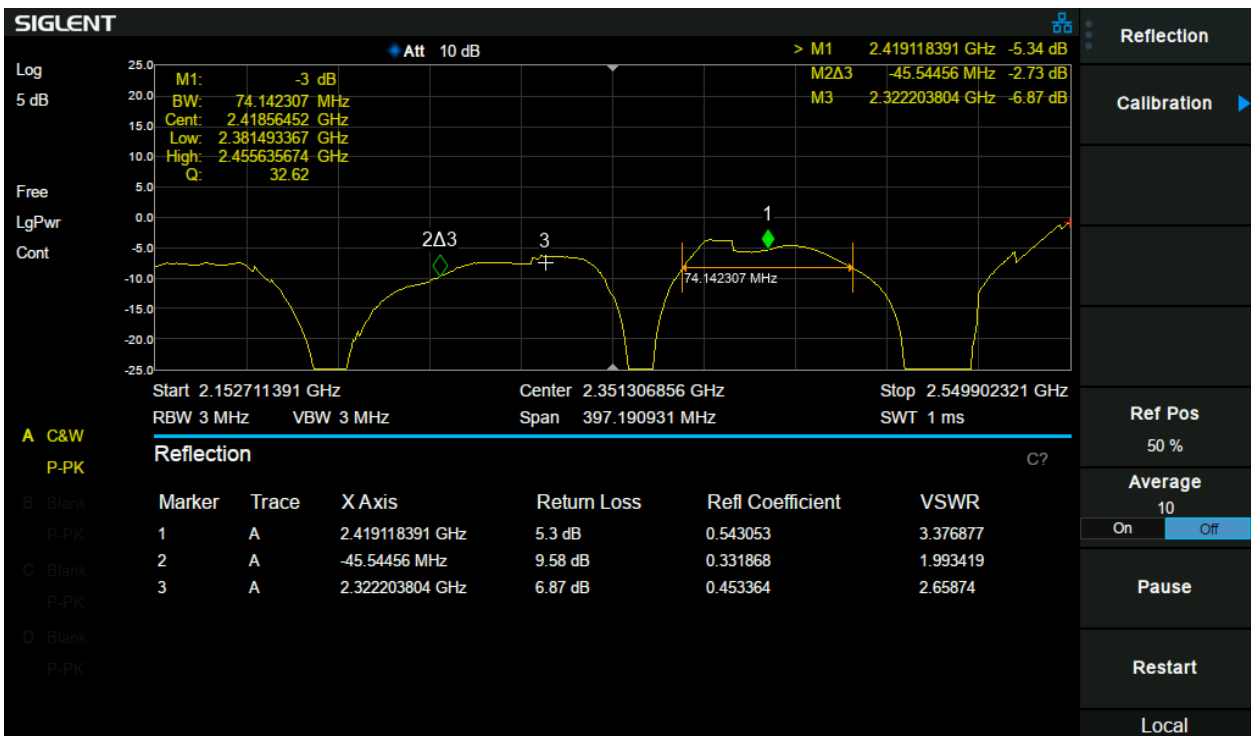 SIGLENT
Att 10 dB
> M1 2.419118391 GHz -5.34 dB
M2Δ3 -45.54456 MHz -2.73 dB
M3 2.322203804 GHz -6.87 dB
Log
5 dB
Free
LgPwr
Cont
25.0
20.0
15.0
10.0
5.0
0.0
-5.0
-10.0
-15.0
-20.0
-25.0
M1: -3 dB
BW: 74.142307 MHz
Cent: 2.41856452 GHz
Low: 2.381493367 GHz
High: 2.455635674 GHz
Q: 32.62
2Δ3
3
1
74.142307 MHz
Start 2.152711391 GHz Center 2.351306856 GHz Stop 2.549902321 GHz
RBW 3 MHz VBW 3 MHz Span 397.190931 MHz SWT 1 ms
A C&W
P-PK
B Blank
P-PK
C Blank
P-PK
D Blank
P-PK
Reflection C?
Marker Trace X Axis Return Loss Refl Coefficient VSWR
1 A 2.419118391 GHz 5.3 dB 0.543053 3.376877
2 A -45.54456 MHz 9.58 dB 0.331868 1.993419
3 A 2.322203804 GHz 6.87 dB 0.453364 2.65874
Reflection
Calibration
Ref Pos
50 %
Average
10
On Off
Pause
Restart
Local